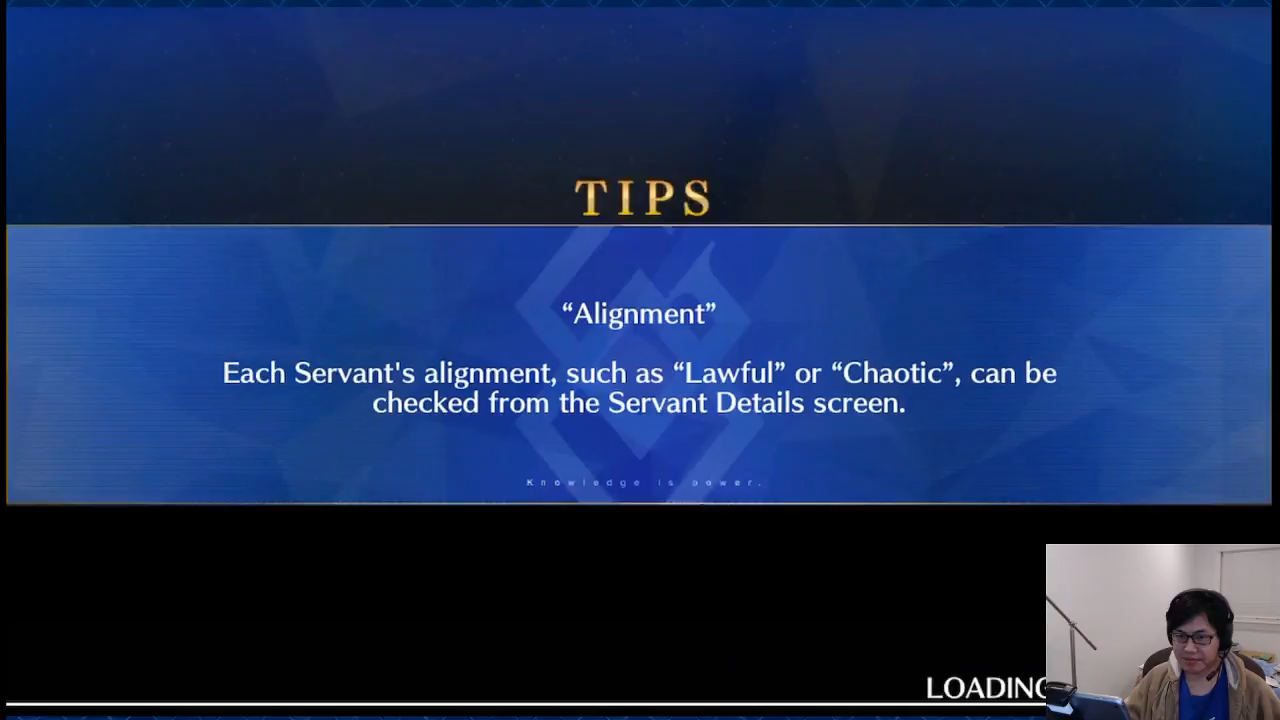 TIPS
“Alignment”
Each Servant's alignment, such as “Lawful” or “Chaotic”, can be
checked from the Servant Details screen.
Knowledge is power.
LOADING